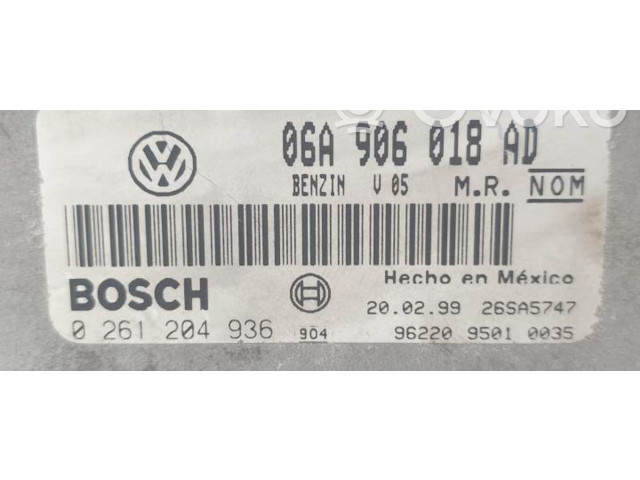 OVOKO
06A 906 018 AD
BENZIN V 05 M.R. NOM
Hecho en México
BOSCH
20.02.99 26SA5747
0 261 204 936 904 96220 9501 0035